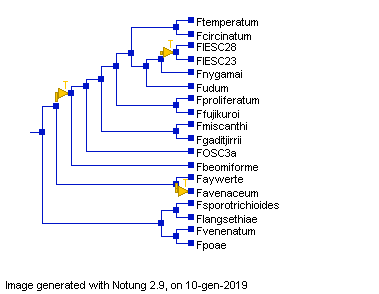 T
Ftemperatum
Fcircinatum
FIESC28
FIESC23
Fnygamai
Fudum
T
Fproliferatum
Ffujikuroi
Fmiscanthi
Fgaditjirrii
FOSC3a
Fbeomiforme
Faywerte
Favenaceum
Fsporotrichioides
Flangsethiae
Fvenenatum
Fpoae
Image generated with Notung 2.9, on 10-gen-2019